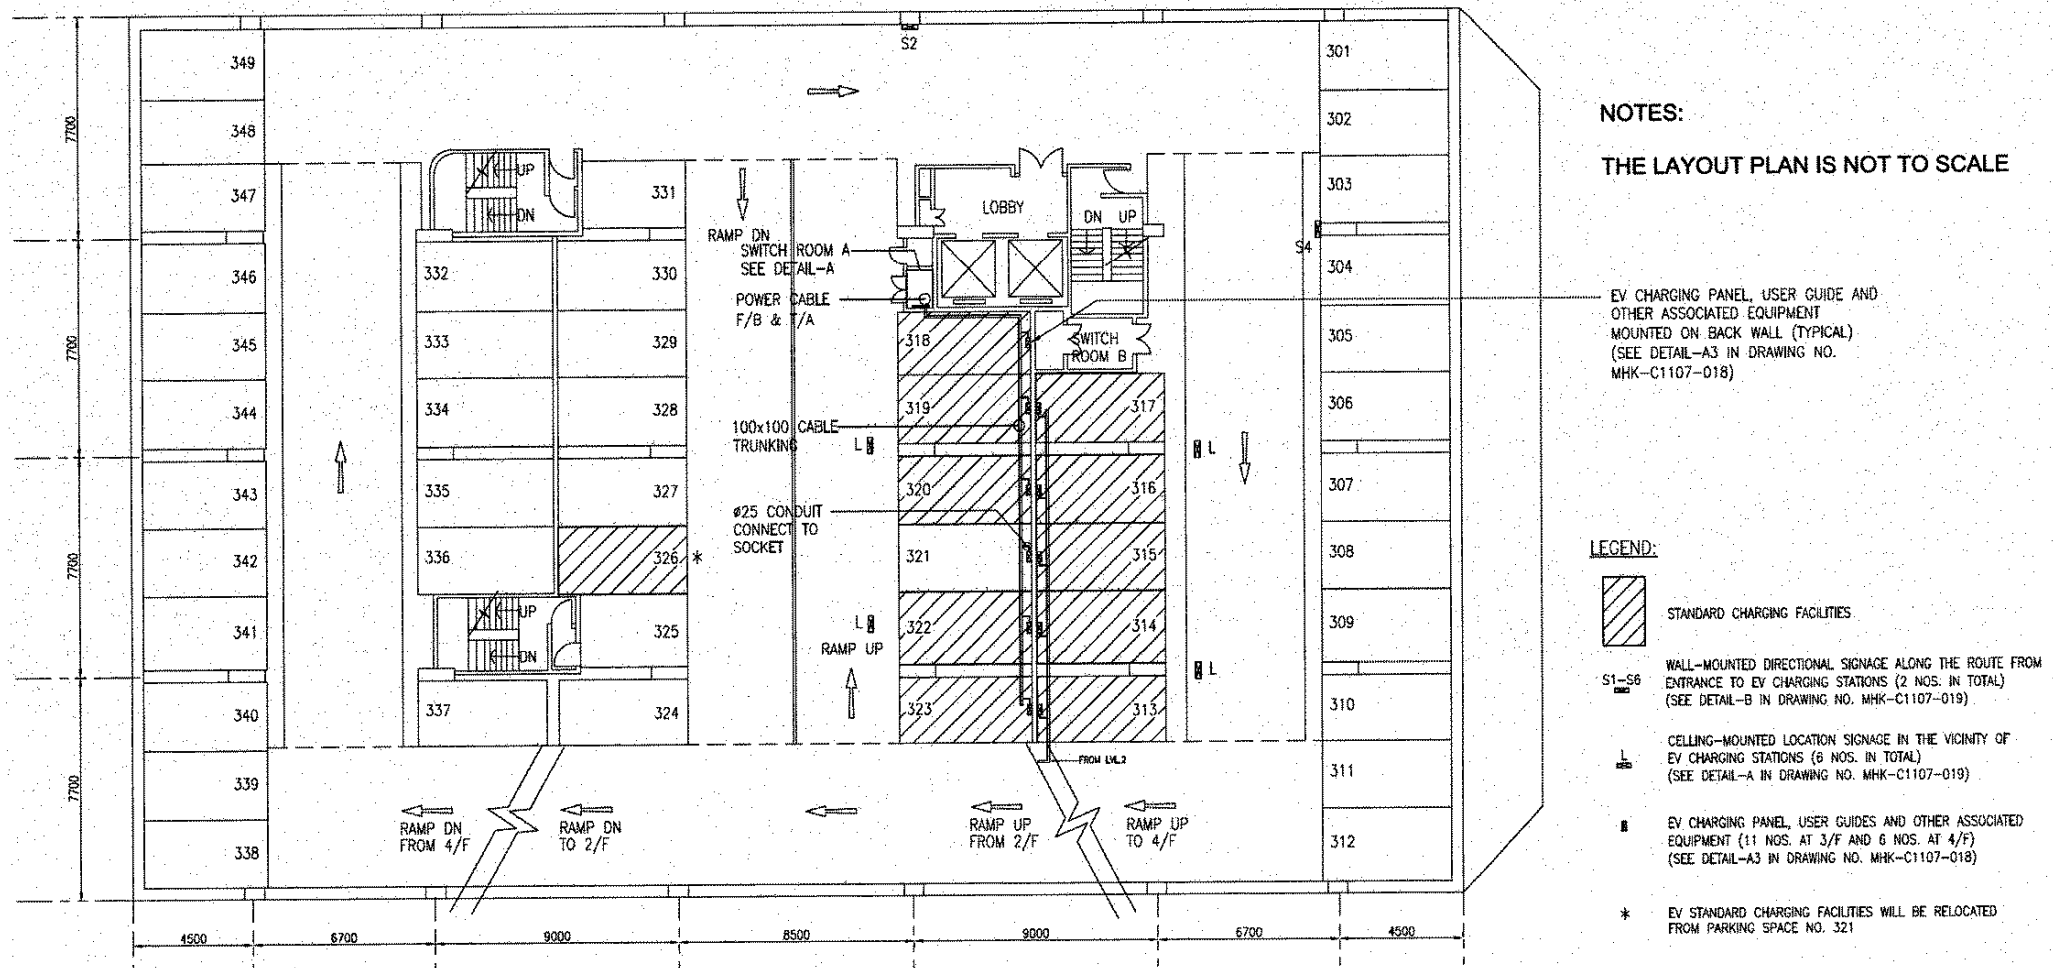 349
348
347
346
345
344
343
342
341
340
339
338
7700
7700
7700
7700
4500
6700
9000
8500
9000
6700
4500
S2
UP
DN
331
332
330
333
329
334
328
335
327
336
326 *
UP
DN
325
337
324
RAMP DN
SWITCH ROOM A
SEE DETAIL-A
POWER CABLE
F/B & T/A
100x100 CABLE
TRUNKING
L
ø25 CONDUIT
CONNECT TO
SOCKET
L
RAMP UP
LOBBY
DN UP
SWITCH
ROOM B
318
319
317
320
316
321
315
322
314
323
313
L
L
FROM LVL.2
RAMP DN
FROM 4/F
RAMP DN
TO 2/F
RAMP UP
FROM 2/F
RAMP UP
TO 4/F
301
302
303
S4
304
305
306
307
308
309
310
311
312
NOTES:
THE LAYOUT PLAN IS NOT TO SCALE
EV CHARGING PANEL, USER GUIDE AND
OTHER ASSOCIATED EQUIPMENT
MOUNTED ON BACK WALL (TYPICAL)
(SEE DETAIL-A3 IN DRAWING NO.
MHK-C1107-018)
LEGEND:
STANDARD CHARGING FACILITIES
S1-S6
WALL-MOUNTED DIRECTIONAL SIGNAGE ALONG THE ROUTE FROM
ENTRANCE TO EV CHARGING STATIONS (2 NOS. IN TOTAL)
(SEE DETAIL-B IN DRAWING NO. MHK-C1107-019)
L
CELLING-MOUNTED LOCATION SIGNAGE IN THE VICINITY OF
EV CHARGING STATIONS (6 NOS. IN TOTAL)
(SEE DETAIL-A IN DRAWING NO. MHK-C1107-019)
EV CHARGING PANEL, USER GUIDES AND OTHER ASSOCIATED
EQUIPMENT (11 NOS. AT 3/F AND 6 NOS. AT 4/F)
(SEE DETAIL-A3 IN DRAWING NO. MHK-C1107-018)
* EV STANDARD CHARGING FACILITIES WILL BE RELOCATED
FROM PARKING SPACE NO. 321